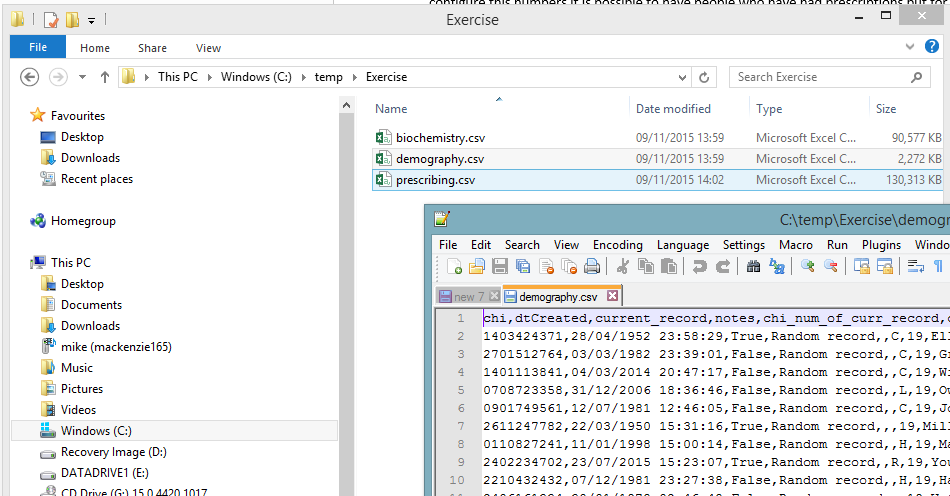 configure this numbers it is possible to have people who have had prescriptions but for
Exercise
File Home Share View
This PC Windows (C:) temp Exercise
Search Exercise
Name Date modified Type Size
biochemistry.csv 09/11/2015 13:59 Microsoft Excel C... 90,577 KB
demography.csv 09/11/2015 13:59 Microsoft Excel C... 2,272 KB
prescribing.csv 09/11/2015 14:02 Microsoft Excel C... 130,313 KB
Favourites
Desktop
Downloads
Recent places
Homegroup
This PC
Desktop
Documents
Downloads
mike (mackenzie165)
Music
Pictures
Videos
Windows (C:)
Recovery Image (D:)
DATADRIVE1 (E:)
CD Drive (G:) 15.0.4420.1017
C:\temp\Exercise\demogr
File Edit Search View Encoding Language Settings Macro Run Plugins Windo
new 7 demography.csv
1 chi,dtCreated,current_record,notes,chi_num_of_curr_record,
2 1403424371,28/04/1952 23:58:29,True,Random record,,C,19,Ell
3 2701512764,03/03/1982 23:39:01,False,Random record,,C,19,G
4 1401113841,04/03/2014 20:47:17,False,Random record,,C,19,Wi
5 0708723358,31/12/2006 18:36:46,False,Random record,,L,19,Ow
6 0901749561,12/07/1981 12:46:05,False,Random record,,C,19,Jo
7 2611247782,22/03/1950 15:31:16,True,Random record,,,19,Mill
8 0110827241,11/01/1998 15:00:14,False,Random record,,H,19,Ma
9 2402234702,23/07/2015 15:23:07,True,Random record,,R,19,You
10 2210432432,07/12/1981 23:27:38,False,Random record,,H,19,Ha